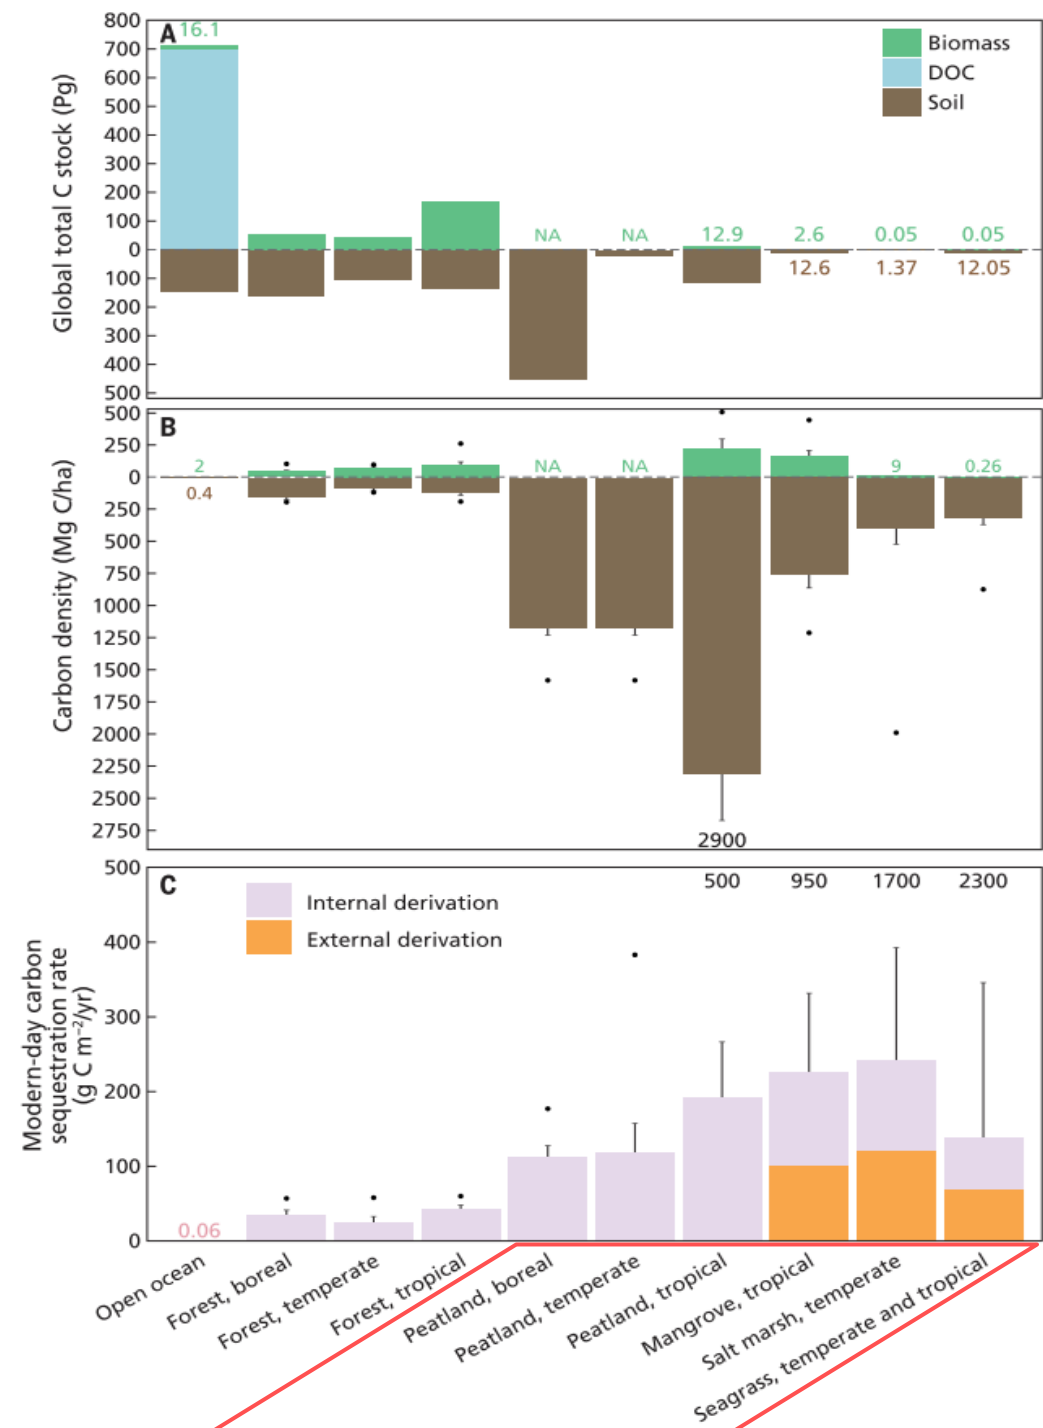 A
16.1
Biomass
DOC
Soil
Global total C stock (Pg)
800
700
600
500
400
300
200
100
0
100
200
300
400
500
NA
NA
12.9
2.6
0.05
0.05
12.6
1.37
12.05
B
Carbon density (Mg C/ha)
500
250
0
250
500
750
1000
1250
1500
1750
2000
2250
2500
2750
2
0.4
NA
NA
9
0.26
2900
C
Internal derivation
External derivation
500
950
1700
2300
Modern-day carbon
sequestration rate
(g C m⁻²/yr)
500
400
300
200
100
0
0.06
Open ocean
Forest, boreal
Forest, temperate
Forest, tropical
Peatland, boreal
Peatland, temperate
Peatland, tropical
Mangrove, tropical
Salt marsh, temperate
Seagrass, temperate and tropical